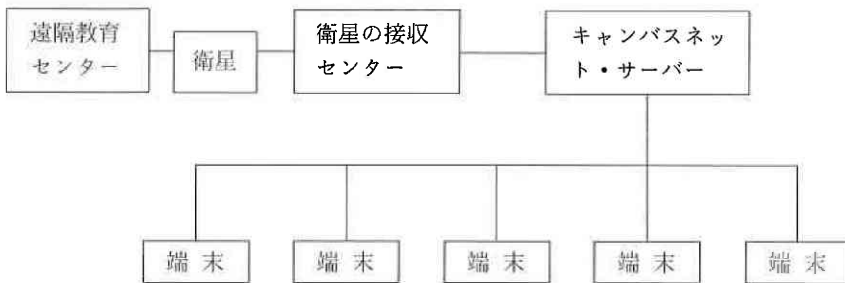 遠隔教育
センター
衛星
衛星の接収
センター
キャンバスネッ
ト・サーバー
端末
端末
端末
端末
端末